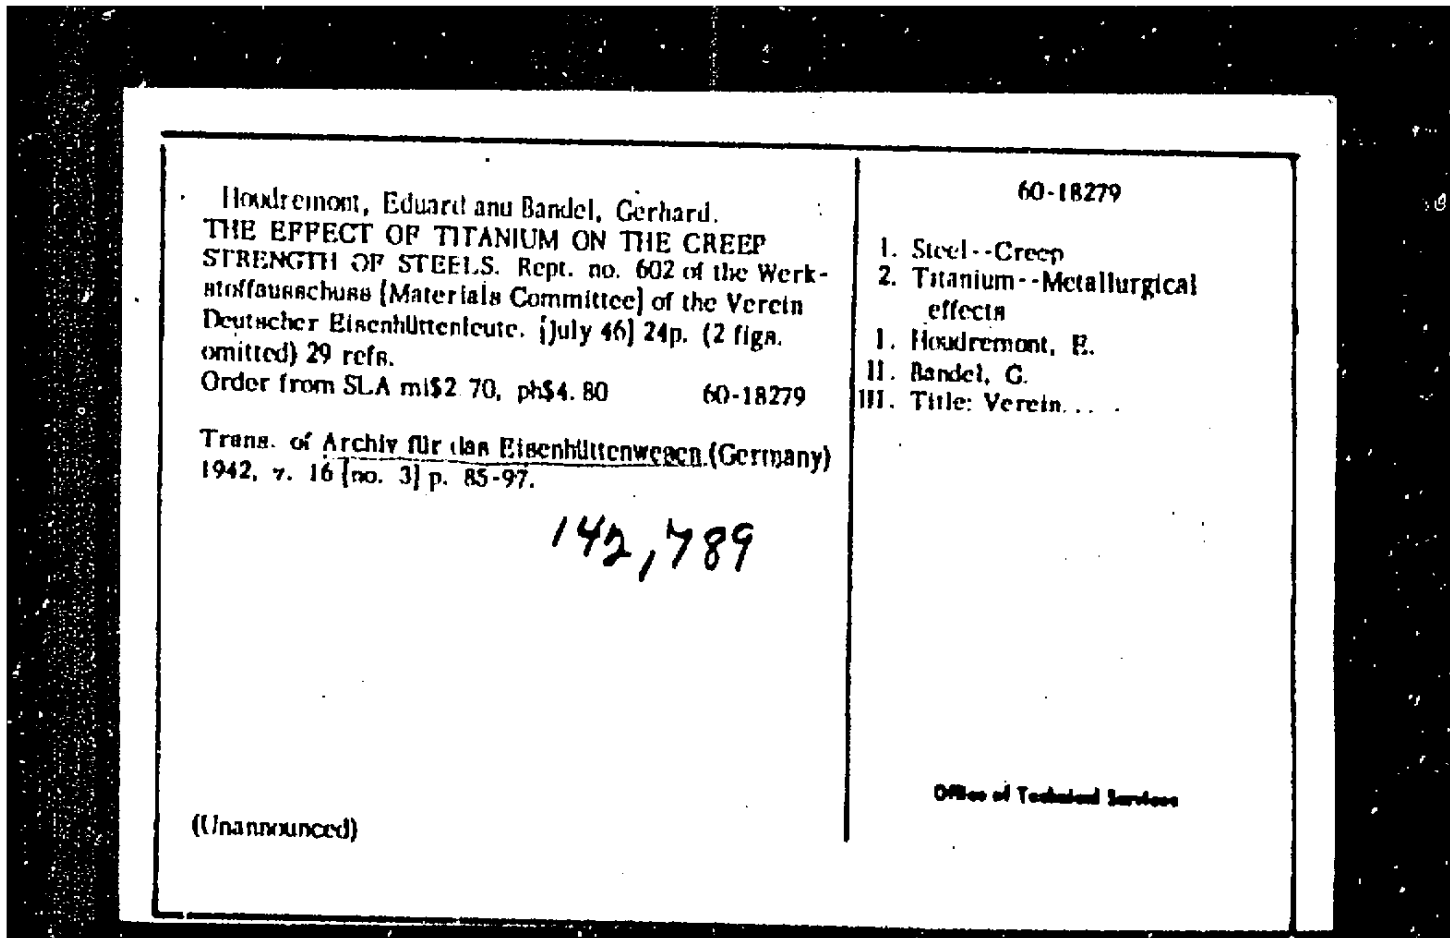 Houdremont, Eduard and Bandel, Gerhard.
THE EFFECT OF TITANIUM ON THE CREEP
STRENGTH OF STEELS. Rept. no. 602 of the Werk-
stoffausschuss [Materials Committee] of the Verein
Deutscher Eisenhüttenleute. [July 46] 24p. (2 figs.
omitted) 29 refs.
Order from SLA mi$2.70, ph$4.80 60-18279
Trans. of Archiv für das Eisenhüttenwesen (Germany)
1942, v. 16 [no. 3] p. 85-97.
142,789
(Unannounced)
60-18279
1. Steel--Creep
2. Titanium--Metallurgical
effects
I. Houdremont, E.
II. Bandel, G.
III. Title: Verein...
Office of Technical Services